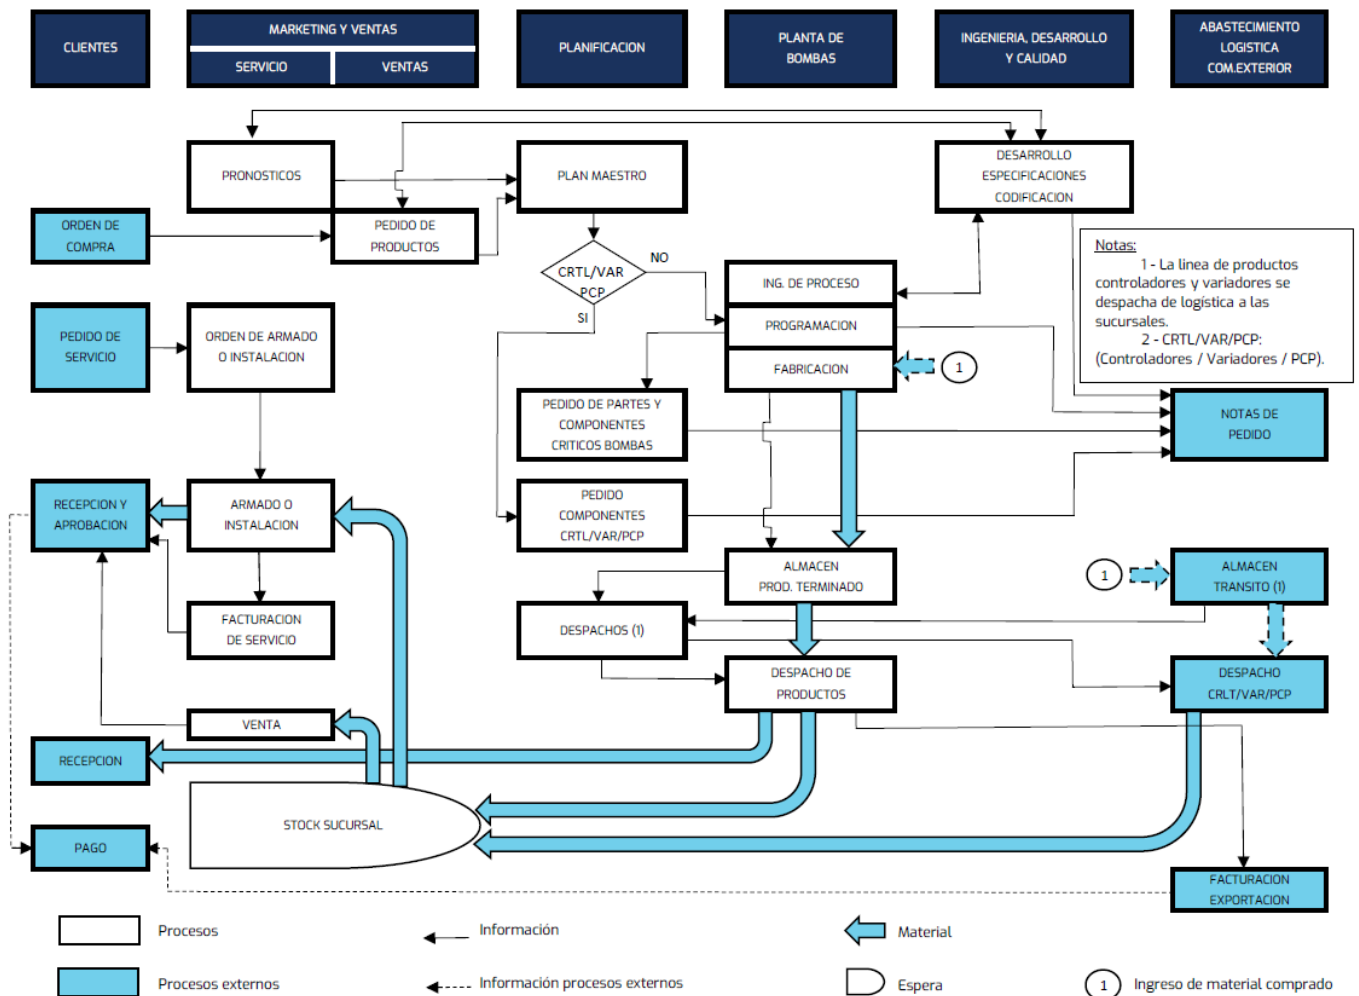 CLIENTES
MARKETING Y VENTAS
SERVICIO
VENTAS
PLANIFICACION
PLANTA DE
BOMBAS
INGENIERIA, DESARROLLO
Y CALIDAD
ABASTECIMIENTO
LOGISTICA
COM.EXTERIOR
PRONOSTICOS
PLAN MAESTRO
DESARROLLO
ESPECIFICACIONES
CODIFICACION
ORDEN DE
COMPRA
PEDIDO DE
PRODUCTOS
CRTL/VAR
PCP
NO
SI
ING. DE PROCESO
PROGRAMACION
FABRICACION
1
Notas:
1 - La linea de productos
controladores y variadores se
despacha de logística a las
sucursales.
2 - CRTL/VAR/PCP:
(Controladores / Variadores / PCP).
PEDIDO DE
SERVICIO
ORDEN DE ARMADO
O INSTALACION
PEDIDO DE PARTES Y
COMPONENTES
CRITICOS BOMBAS
NOTAS DE
PEDIDO
RECEPCION Y
APROBACION
ARMADO O
INSTALACION
PEDIDO
COMPONENTES
CRTL/VAR/PCP
ALMACEN
PROD. TERMINADO
1
ALMACEN
TRANSITO (1)
FACTURACION
DE SERVICIO
DESPACHOS (1)
DESPACHO DE
PRODUCTOS
DESPACHO
CRLT/VAR/PCP
VENTA
RECEPCION
STOCK SUCURSAL
PAGO
FACTURACION
EXPORTACION
Procesos
Información
Material
Procesos externos
Información procesos externos
Espera
1
Ingreso de material comprado